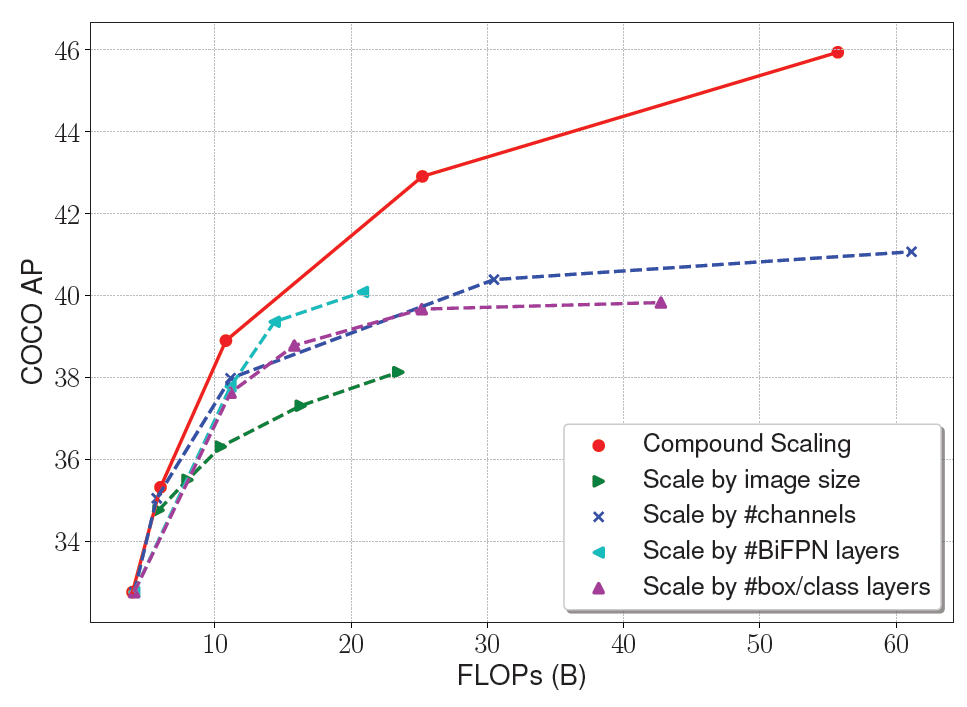 COCO AP
46
44
42
40
38
36
34
Compound Scaling
Scale by image size
Scale by #channels
Scale by #BiFPN layers
Scale by #box/class layers
10 20 30 40 50 60
FLOPs (B)